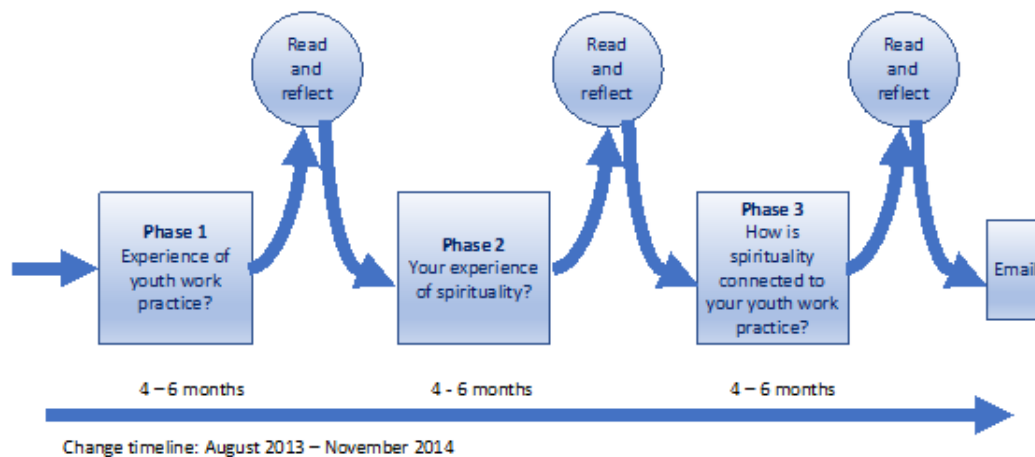 Read
and
reflect
Read
and
reflect
Read
and
reflect
Phase 1
Experience of
youth work
practice?
Phase 2
Your experience
of spirituality?
Phase 3
How is
spirituality
connected to
your youth work
practice?
Email
4 – 6 months
4 - 6 months
4 – 6 months
Change timeline: August 2013 – November 2014